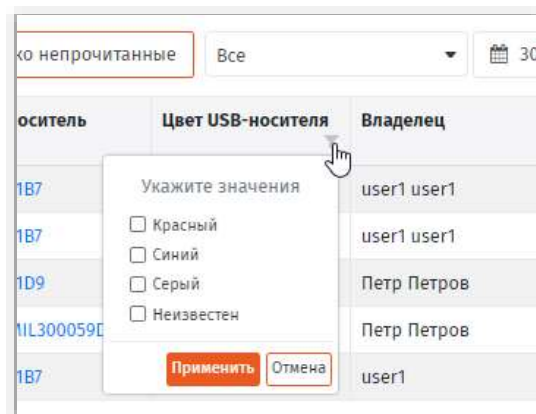 ко непрочитанные Все 30
оситель Цвет USB-носителя Владелец
1B7 Укажите значения user1 user1
Красный
1B7 user1 user1
Синий
1D9 Серый Петр Петров
Неизвестен
MIL300059D Петр Петров
1B7 Применить Отмена user1